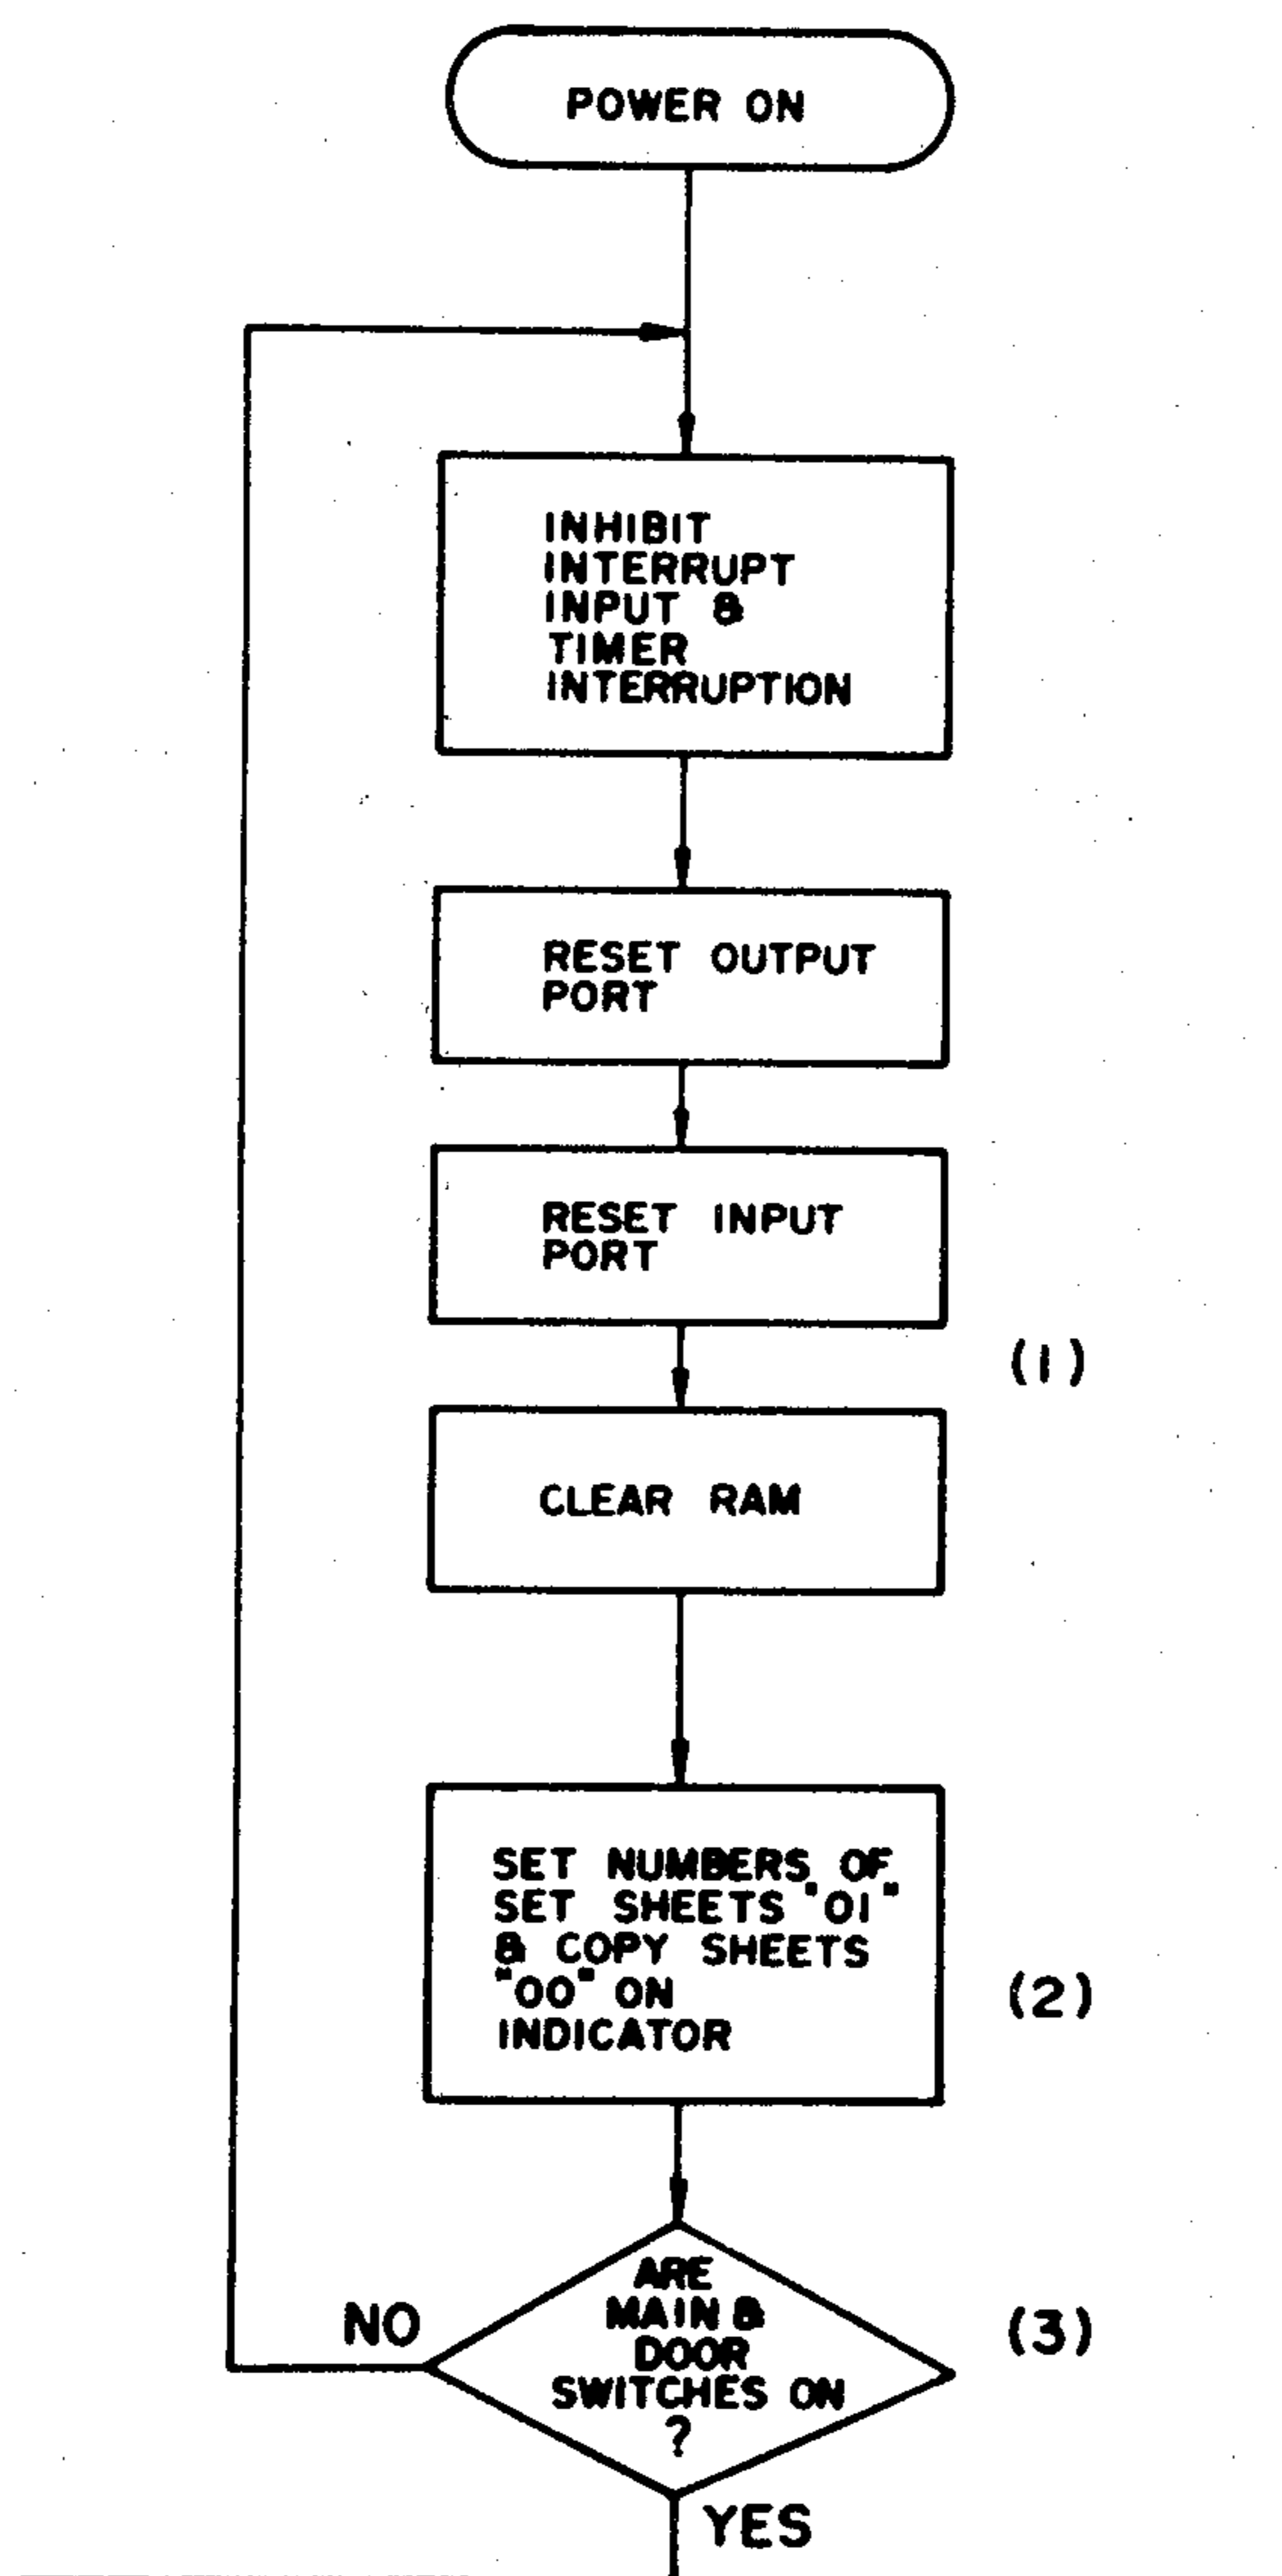 POWER ON
INHIBIT
INTERRUPT
INPUT &
TIMER
INTERRUPTION
RESET OUTPUT
PORT
RESET INPUT
PORT
(1)
CLEAR RAM
SET NUMBERS OF
SET SHEETS "01"
& COPY SHEETS
"00" ON
INDICATOR
(2)
ARE
MAIN &
DOOR
SWITCHES ON
?
NO
(3)
YES